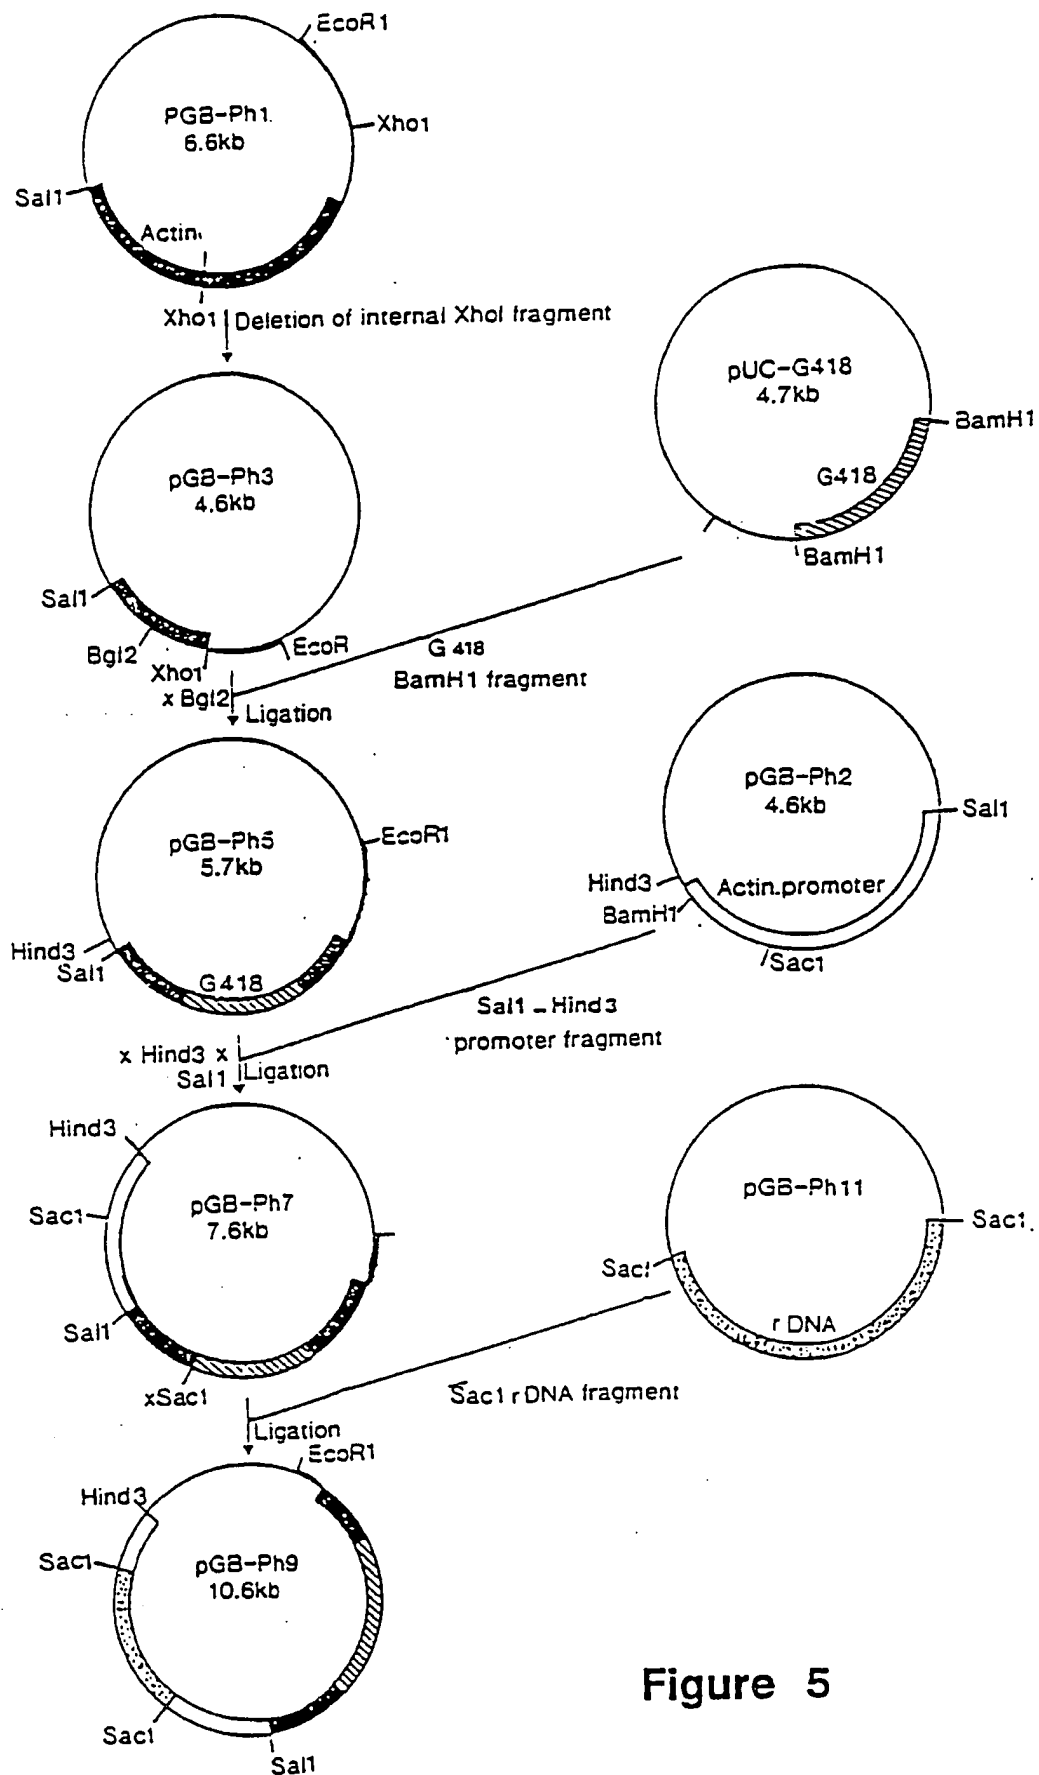 EcoR1
PGB-Ph1.
6.6kb
Xho1
Sal1
Actin
Xho1
Deletion of internal XhoI fragment
pUC-G418
4.7kb
BamH1
G418
BamH1
pGB-Ph3
4.6kb
Sal1
Bgl2
Xho1
EcoR
x Bgl2
Ligation
G 418
BamH1 fragment
pGB-Ph2
4.6kb
Sal1
Hind3
BamH1
Actin.promoter
Sac1
pGB-Ph5
5.7kb
EcoR1
Hind3
Sal1
G418
Sal1 - Hind3
promoter fragment
x Hind3 x
Sal1
Ligation
Hind3
Sac1
pGB-Ph7
7.6kb
Sal1
xSac1
pGB-Ph11
Sac1.
SacI
r DNA
Sac1 rDNA fragment
Ligation
EcoR1
Hind3
Sac1
pGB-Ph9
10.6kb
Sac1
Sal1
Figure 5